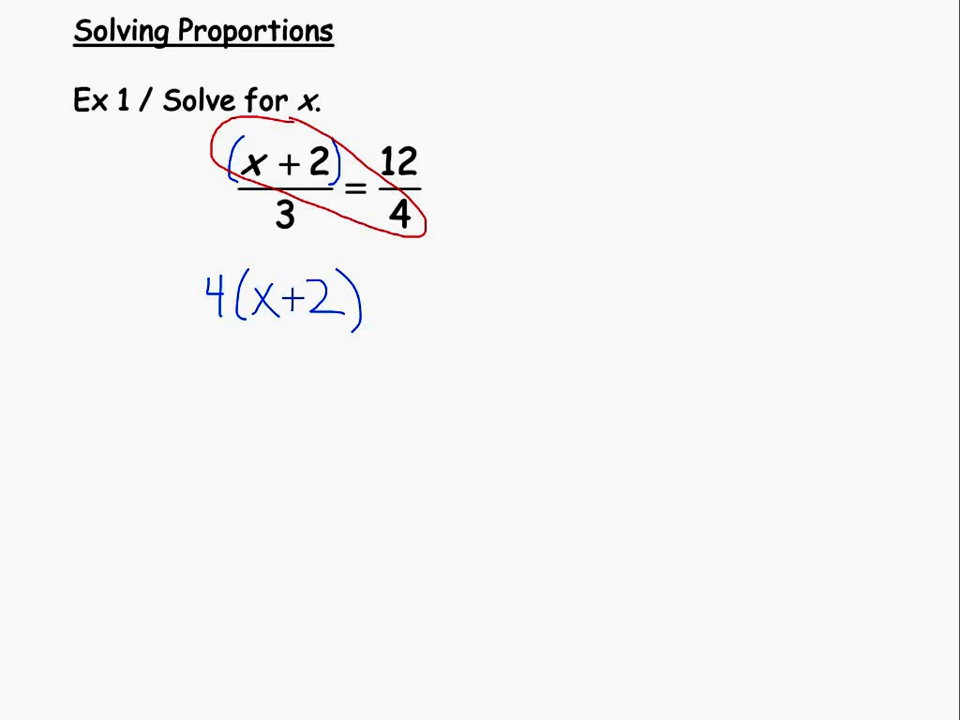 Solving Proportions
Ex 1 / Solve for x.
(x + 2) / 3 = 12 / 4
4(x+2)